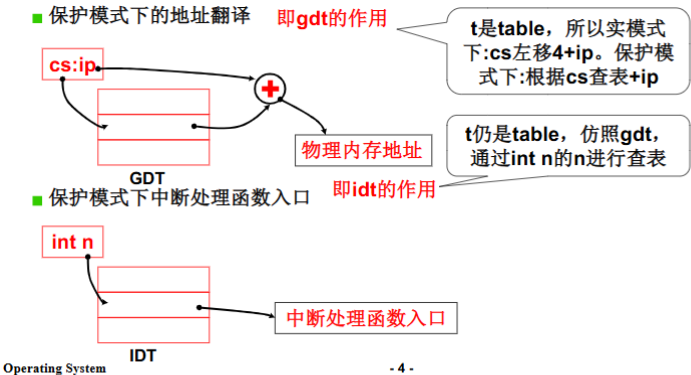 保护模式下的地址翻译
即gdt的作用
t是table，所以实模式
下:cs左移4+ip。保护模
式下:根据cs查表+ip
cs:ip
物理内存地址
GDT
t仍是table，仿照gdt，
通过int n的n进行查表
保护模式下中断处理函数入口
即idt的作用
int n
中断处理函数入口
IDT
Operating System
- 4 -